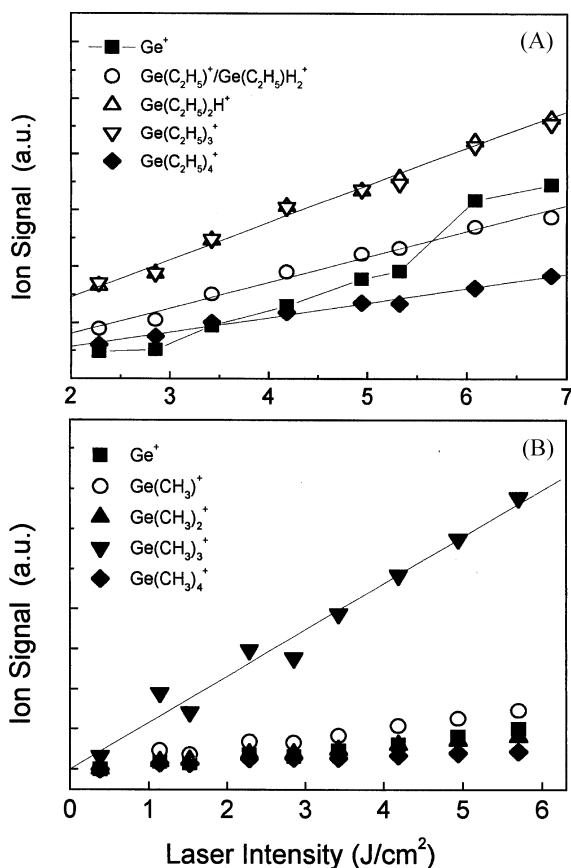 (A)
Ge⁺
Ge(C₂H₅)⁺/Ge(C₂H₅)H₂⁺
Ge(C₂H₅)₂H⁺
Ge(C₂H₅)₃⁺
Ge(C₂H₅)₄⁺
Ion Signal (a.u.)
2 3 4 5 6 7
(B)
Ge⁺
Ge(CH₃)⁺
Ge(CH₃)₂⁺
Ge(CH₃)₃⁺
Ge(CH₃)₄⁺
Ion Signal (a.u.)
0 1 2 3 4 5 6
Laser Intensity (J/cm²)